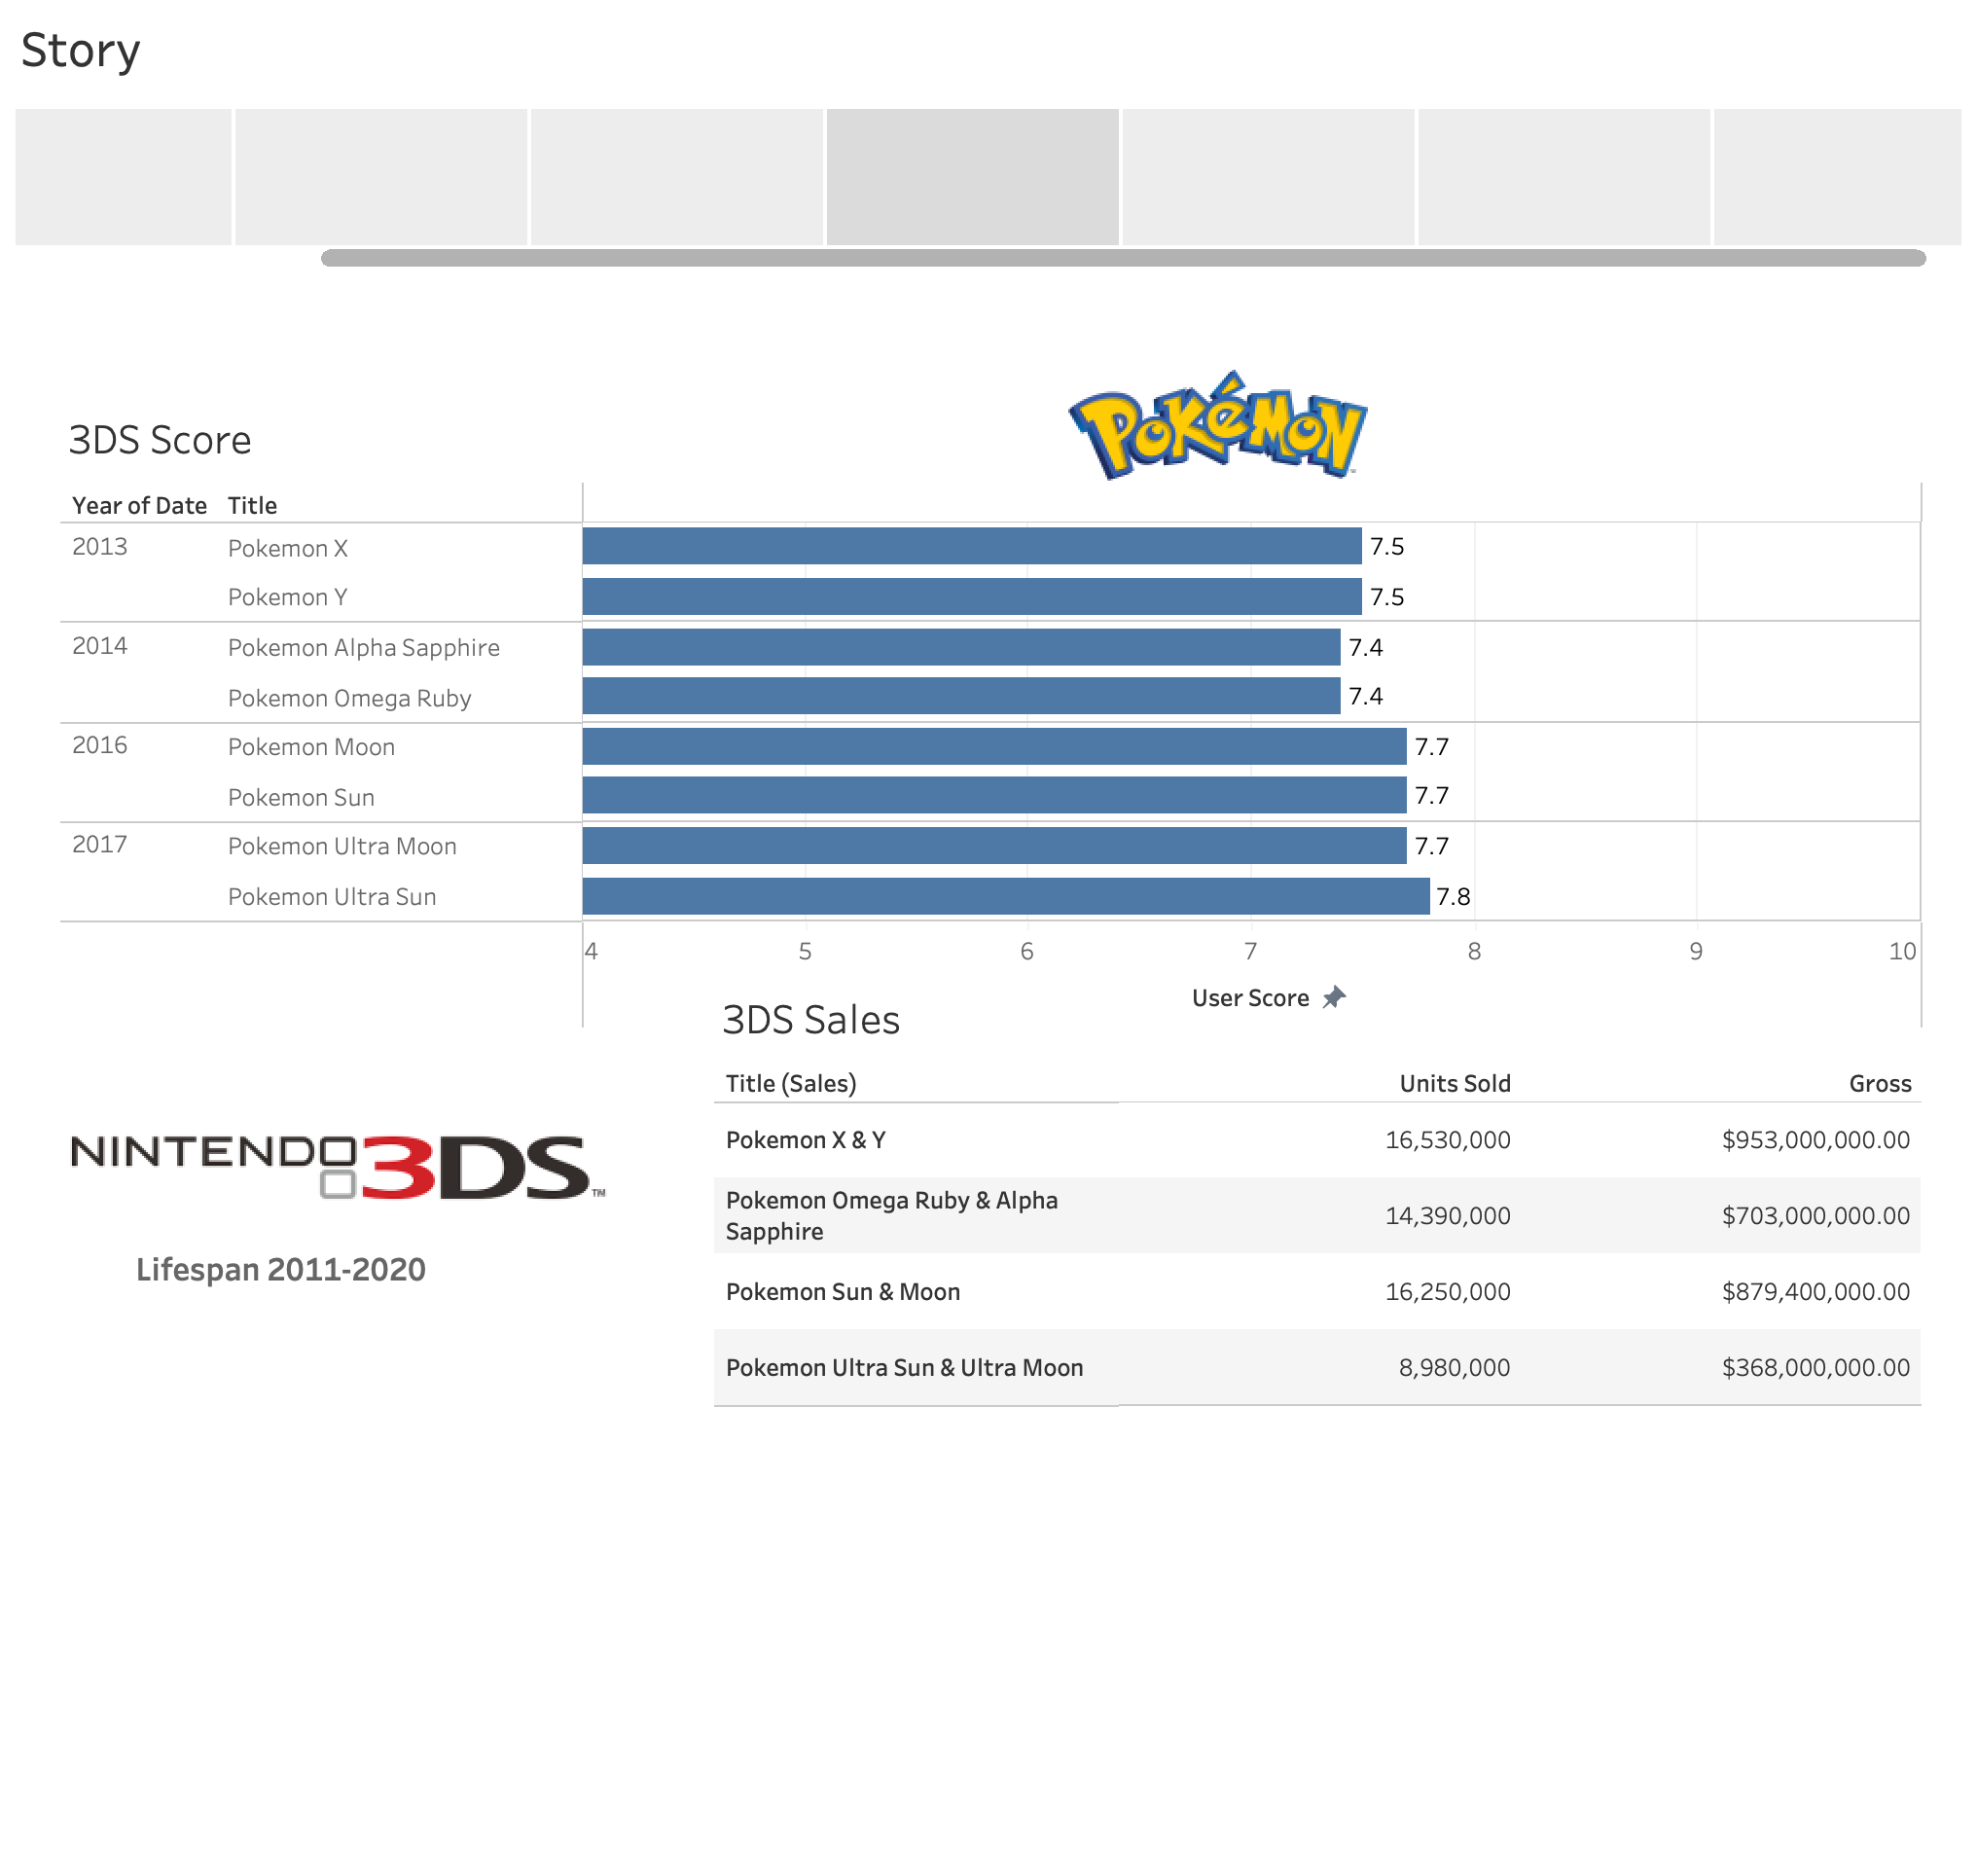 Story
Pokémon
3DS Score
Year of Date Title
2013 Pokemon X 7.5
Pokemon Y 7.5
2014 Pokemon Alpha Sapphire 7.4
Pokemon Omega Ruby 7.4
2016 Pokemon Moon 7.7
Pokemon Sun 7.7
2017 Pokemon Ultra Moon 7.7
Pokemon Ultra Sun 7.8
4 5 6 7 8 9 10
User Score
3DS Sales
Title (Sales) Units Sold Gross
Pokemon X & Y 16,530,000 $953,000,000.00
Pokemon Omega Ruby & Alpha
Sapphire 14,390,000 $703,000,000.00
Pokemon Sun & Moon 16,250,000 $879,400,000.00
Pokemon Ultra Sun & Ultra Moon 8,980,000 $368,000,000.00
NINTENDO 3DS™
Lifespan 2011-2020